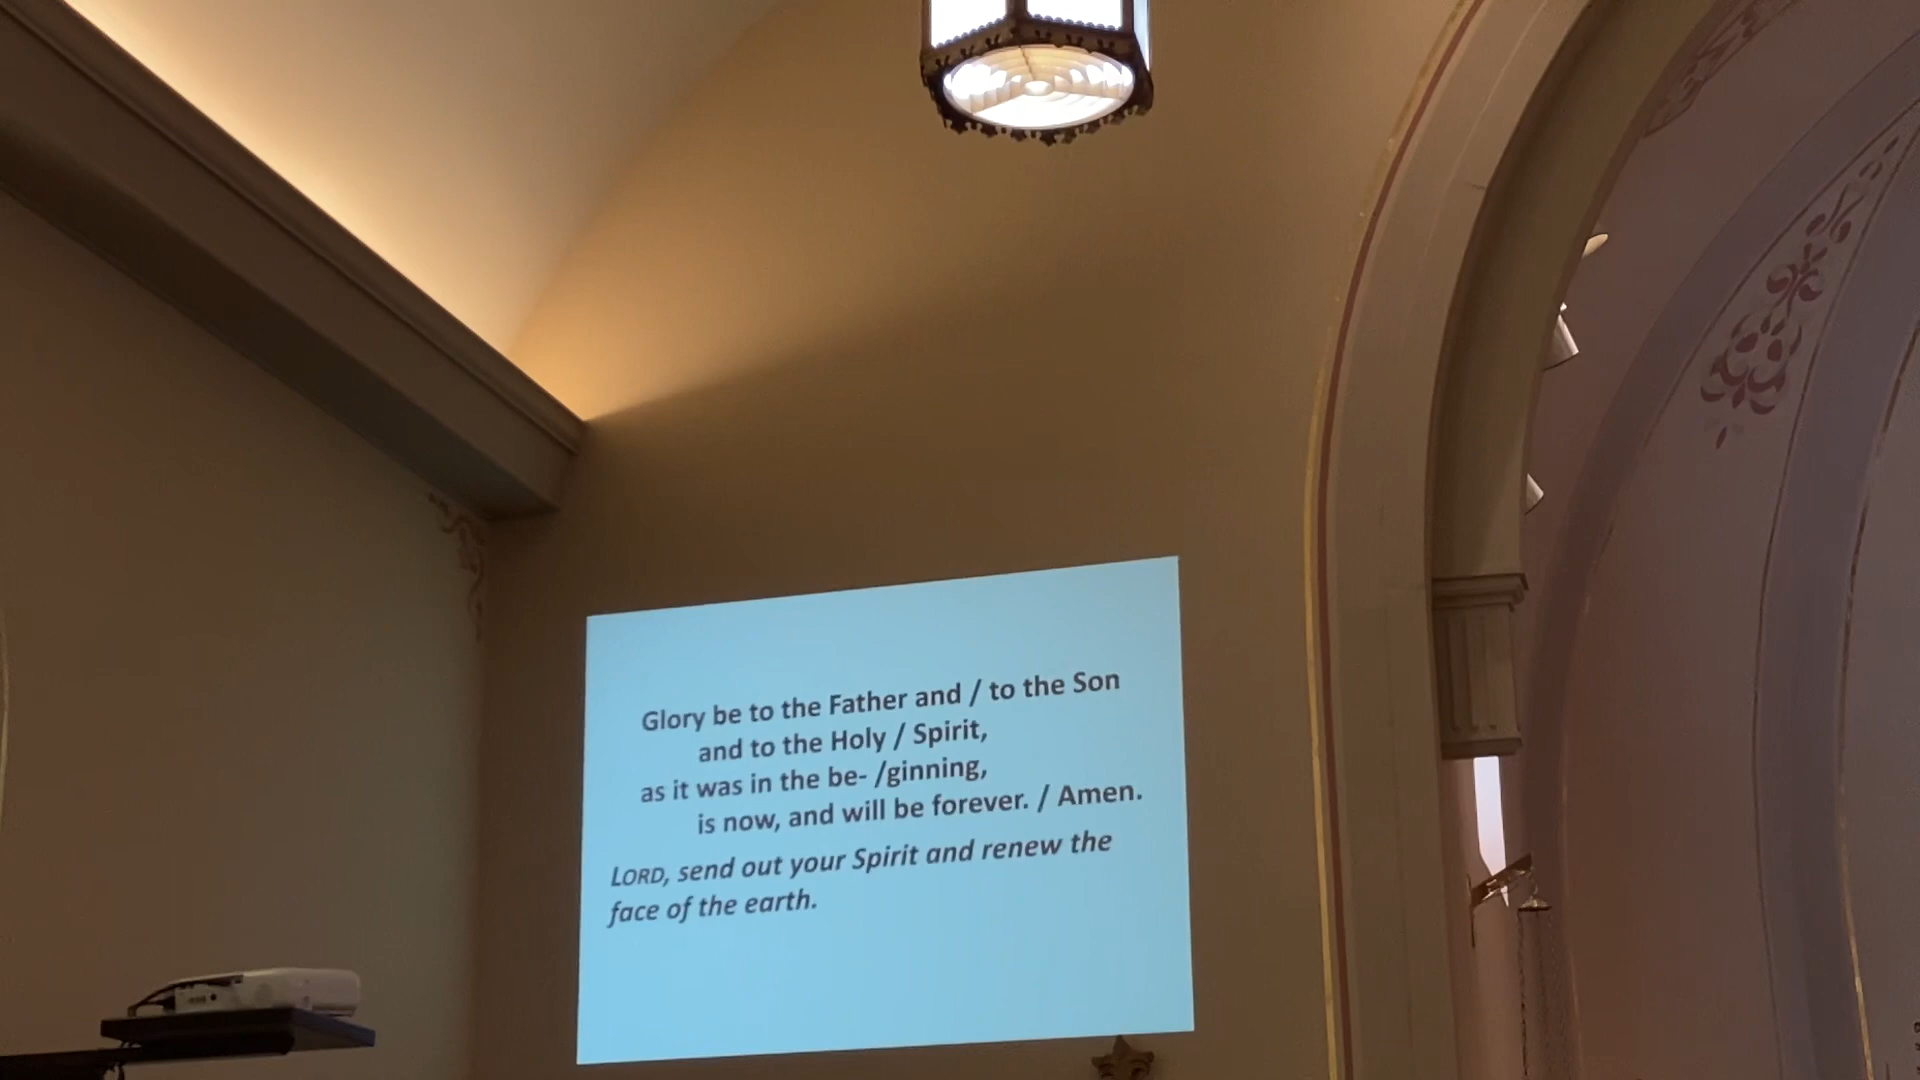 Glory be to the Father and / to the Son
and to the Holy / Spirit,
as it was in the be- /ginning,
is now, and will be forever. / Amen.
LORD, send out your Spirit and renew the
face of the earth.